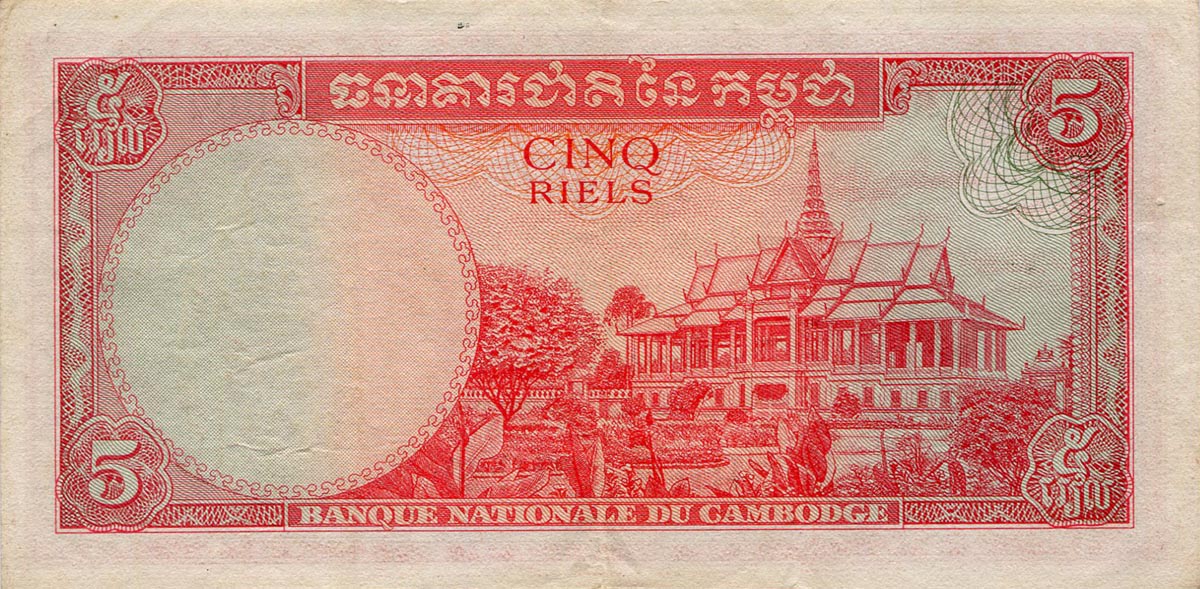 ធនាគារជាតិនៃកម្ពុជា
៥
រៀល
5
CINQ
RIELS
5
៥
រៀល
BANQUE NATIONALE DU CAMBODGE